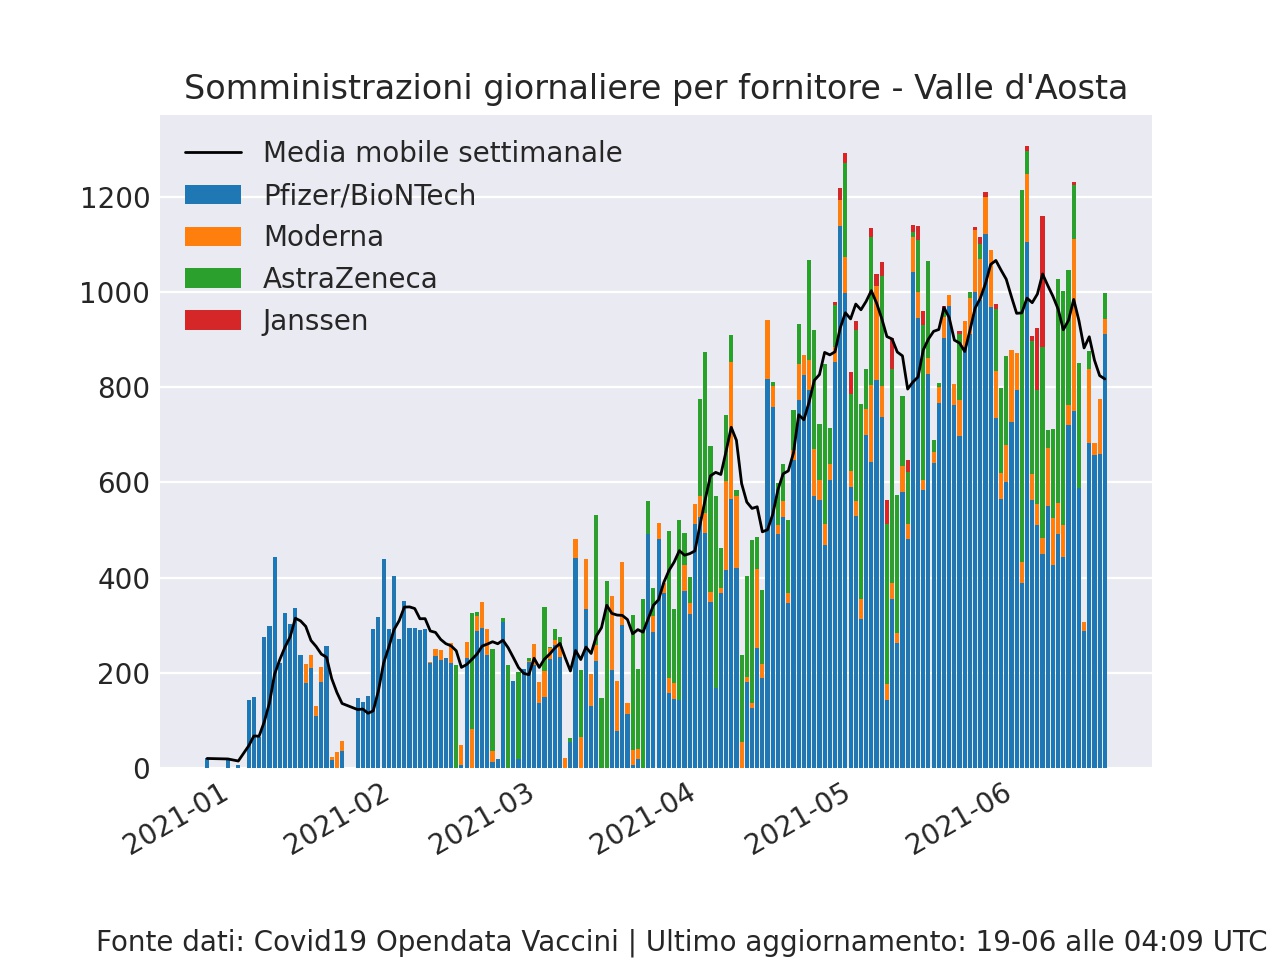 Somministrazioni giornaliere per fornitore - Valle d'Aosta
Media mobile settimanale
Pfizer/BioNTech
Moderna
AstraZeneca
Janssen
1200
1000
800
600
400
200
0
2021-01
2021-02
2021-03
2021-04
2021-05
2021-06
Fonte dati: Covid19 Opendata Vaccini | Ultimo aggiornamento: 19-06 alle 04:09 UTC